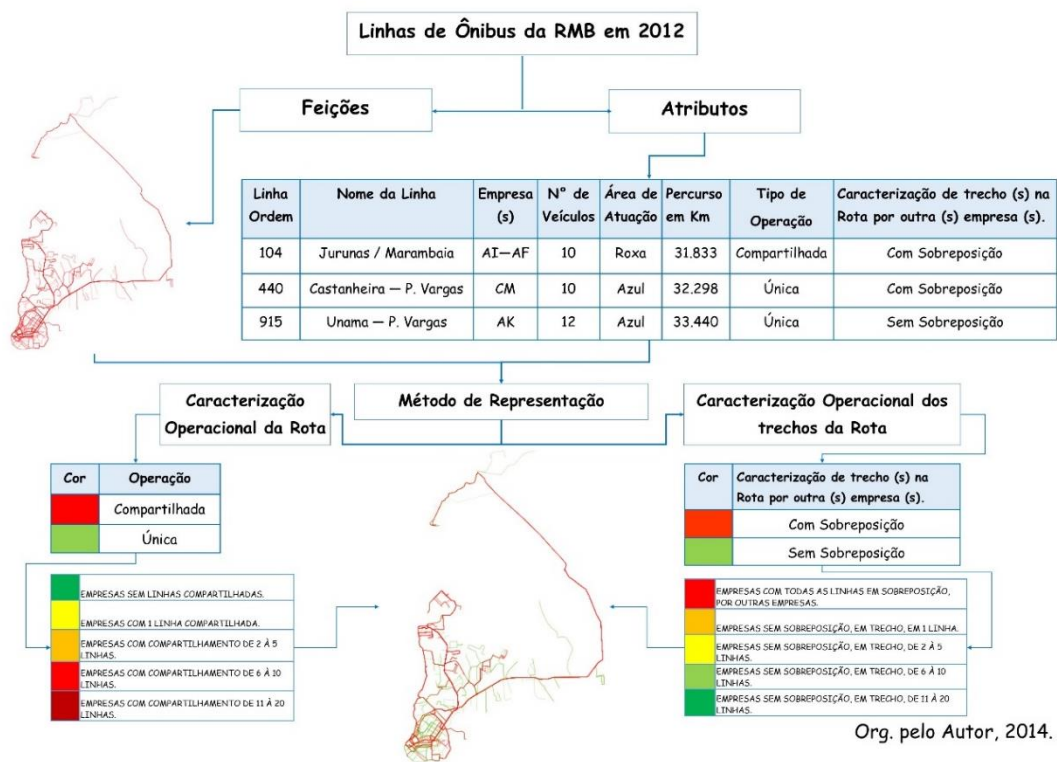 Linhas de Ônibus da RMB em 2012
Feições
Atributos
Linha Ordem Nome da Linha Empresa (s) N° de Veículos Área de Atuação Percurso em Km Tipo de Operação Caracterização de trecho (s) na Rota por outra (s) empresa (s).
104 Jurunas / Marambaia AI—AF 10 Roxa 31.833 Compartilhada Com Sobreposição
440 Castanheira — P. Vargas CM 10 Azul 32.298 Única Com Sobreposição
915 Unama — P. Vargas AK 12 Azul 33.440 Única Sem Sobreposição
Caracterização
Operacional da Rota
Método de Representação
Caracterização Operacional dos
trechos da Rota
Cor Operação
Compartilhada
Única
EMPRESAS SEM LINHAS COMPARTILHADAS.
EMPRESAS COM 1 LINHA COMPARTILHADA.
EMPRESAS COM COMPARTILHAMENTO DE 2 À 5
LINHAS.
EMPRESAS COM COMPARTILHAMENTO DE 6 À 10
LINHAS.
EMPRESAS COM COMPARTILHAMENTO DE 11 À 20
LINHAS.
Cor Caracterização de trecho (s) na
Rota por outra (s) empresa (s).
Com Sobreposição
Sem Sobreposição
EMPRESAS COM TODAS AS LINHAS EM SOBREPOSIÇÃO,
POR OUTRAS EMPRESAS.
EMPRESAS SEM SOBREPOSIÇÃO, EM TRECHO, EM 1 LINHA.
EMPRESAS SEM SOBREPOSIÇÃO, EM TRECHO, DE 2 À 5
LINHAS.
EMPRESAS SEM SOBREPOSIÇÃO, EM TRECHO, DE 6 À 10
LINHAS.
EMPRESAS SEM SOBREPOSIÇÃO, EM TRECHO, DE 11 À 20
LINHAS.
Org. pelo Autor, 2014.